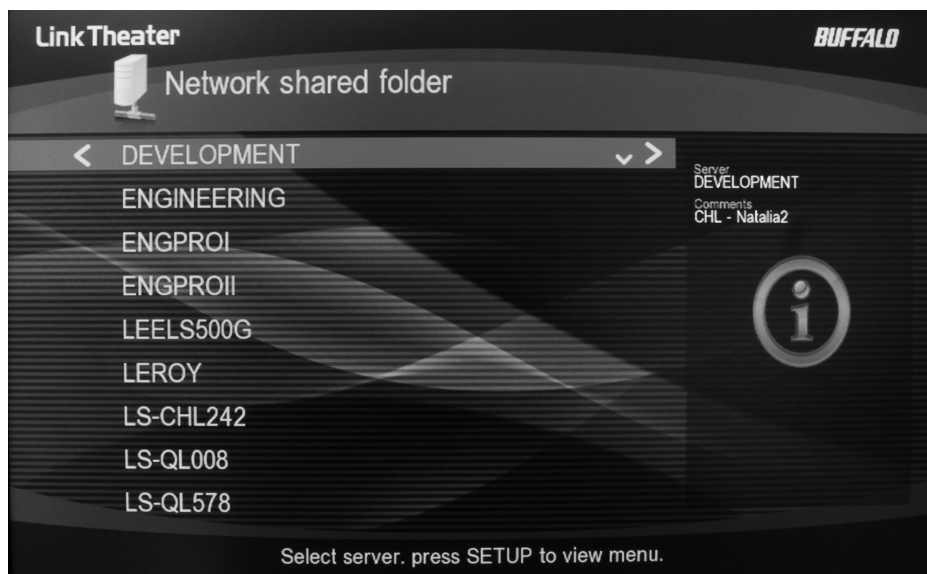 LinkTheater
BUFFALO
Network shared folder
DEVELOPMENT
ENGINEERING
ENGPROI
ENGPROII
LEELS500G
LEROY
LS-CHL242
LS-QL008
LS-QL578
Server
DEVELOPMENT
Comments
CHL - Natalia2
i
Select server. press SETUP to view menu.